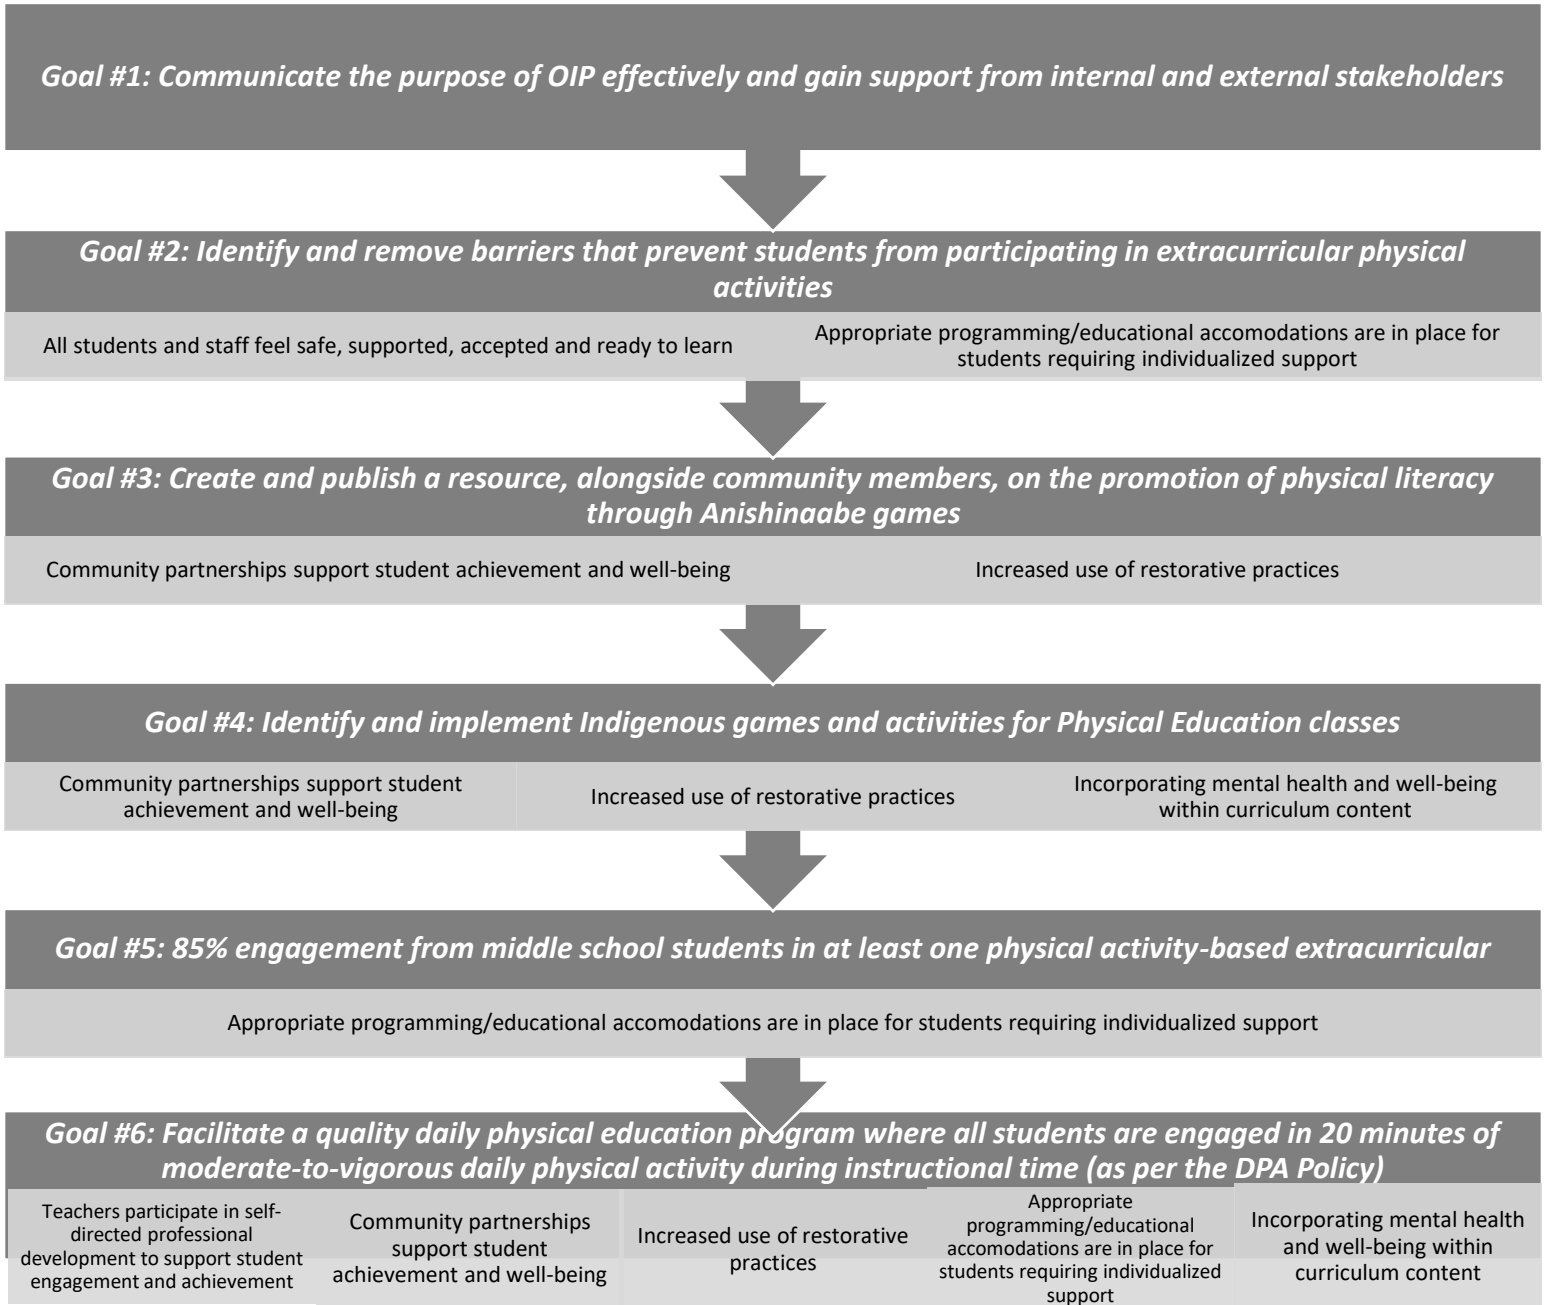 Goal #1: Communicate the purpose of OIP effectively and gain support from internal and external stakeholders
Goal #2: Identify and remove barriers that prevent students from participating in extracurricular physical
activities
All students and staff feel safe, supported, accepted and ready to learn
Appropriate programming/educational accomodations are in place for
students requiring individualized support
Goal #3: Create and publish a resource, alongside community members, on the promotion of physical literacy
through Anishinaabe games
Community partnerships support student achievement and well-being
Increased use of restorative practices
Goal #4: Identify and implement Indigenous games and activities for Physical Education classes
Community partnerships support student
achievement and well-being
Increased use of restorative practices
Incorporating mental health and well-being
within curriculum content
Goal #5: 85% engagement from middle school students in at least one physical activity-based extracurricular
Appropriate programming/educational accomodations are in place for students requiring individualized support
Goal #6: Facilitate a quality daily physical education program where all students are engaged in 20 minutes of
moderate-to-vigorous daily physical activity during instructional time (as per the DPA Policy)
Teachers participate in self-
directed professional
development to support student
engagement and achievement
Community partnerships
support student
achievement and well-being
Increased use of restorative
practices
Appropriate
programming/educational
accomodations are in place for
students requiring individualized
support
Incorporating mental health
and well-being within
curriculum content